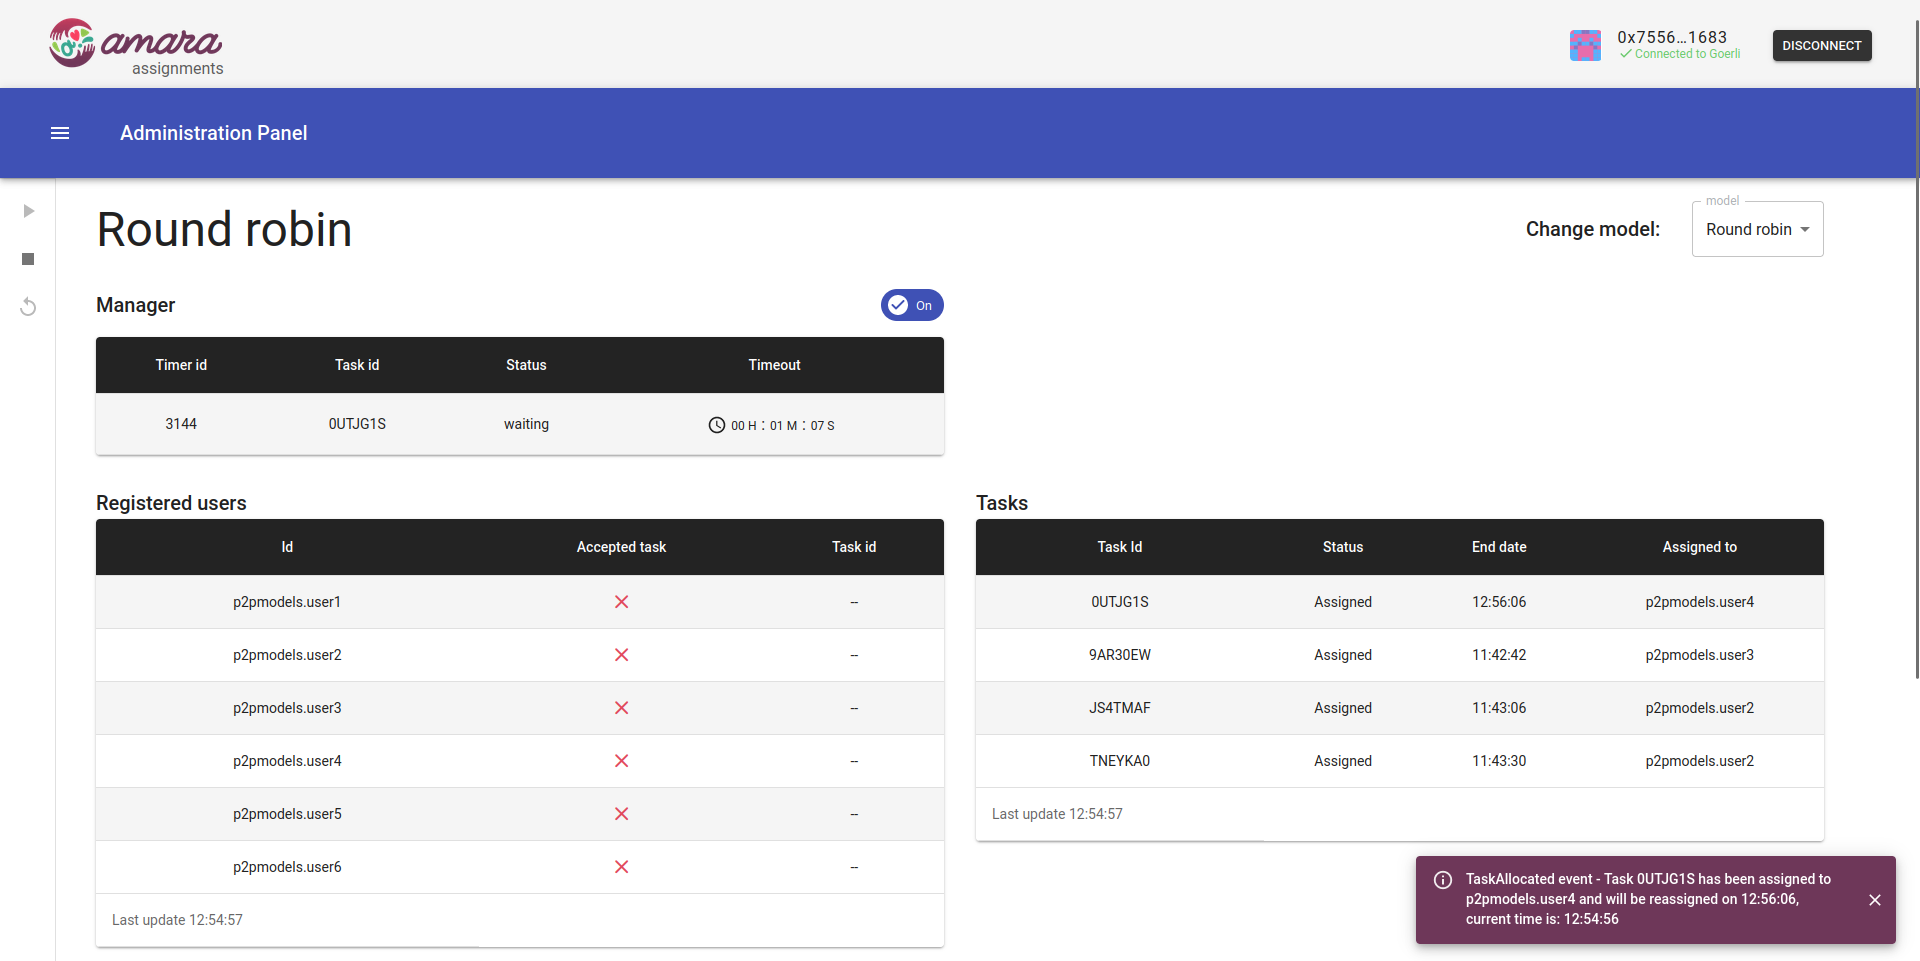 amara
assignments
0x7556...1683
Connected to Goerli
DISCONNECT
Administration Panel
Round robin
Change model:
model
Round robin
Manager
On
Timer id Task id Status Timeout
3144 0UTJG1S waiting 00 H : 01 M : 07 S
Registered users
Id Accepted task Task id
p2pmodels.user1 --
p2pmodels.user2 --
p2pmodels.user3 --
p2pmodels.user4 --
p2pmodels.user5 --
p2pmodels.user6 --
Last update 12:54:57
Tasks
Task Id Status End date Assigned to
0UTJG1S Assigned 12:56:06 p2pmodels.user4
9AR30EW Assigned 11:42:42 p2pmodels.user3
JS4TMAF Assigned 11:43:06 p2pmodels.user2
TNEYKA0 Assigned 11:43:30 p2pmodels.user2
Last update 12:54:57
TaskAllocated event - Task 0UTJG1S has been assigned to
p2pmodels.user4 and will be reassigned on 12:56:06,
current time is: 12:54:56